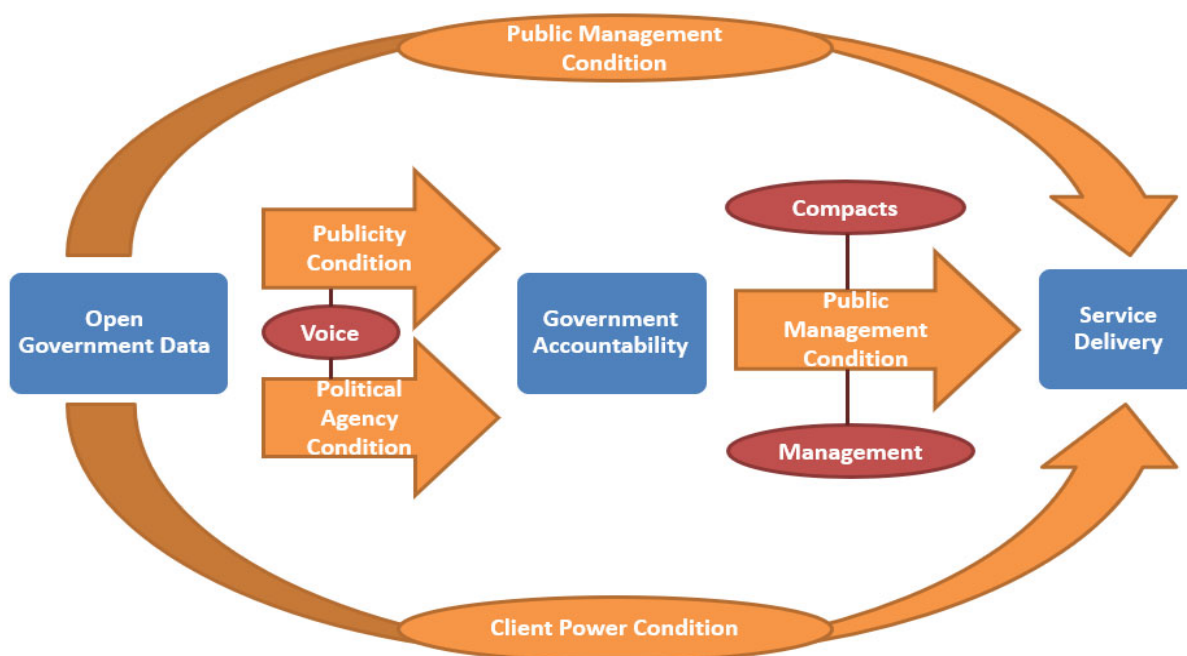 Public Management
Condition
Publicity
Condition
Compacts
Open
Government Data
Voice
Government
Accountability
Public
Management
Condition
Service
Delivery
Political
Agency
Condition
Management
Client Power Condition